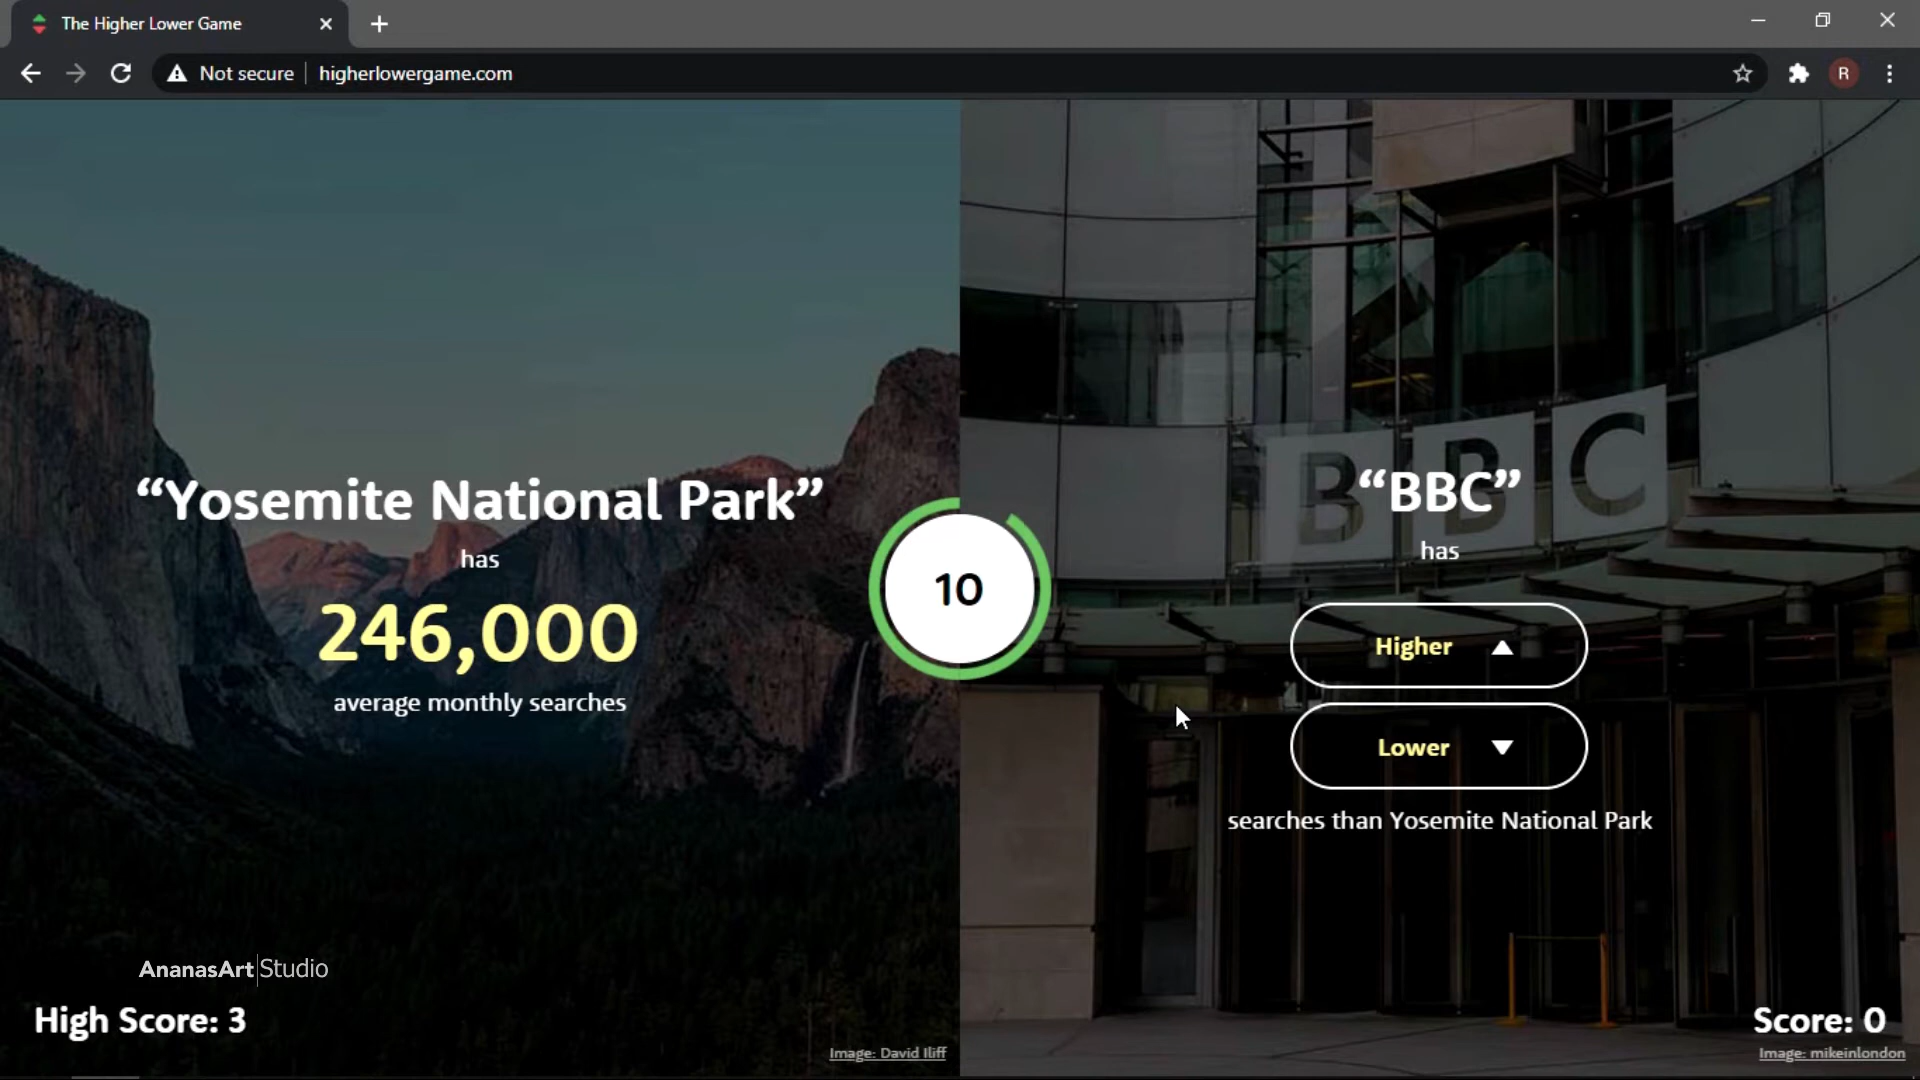 The Higher Lower Game
Not secure
higherlowergame.com
R
BBC
“Yosemite National Park”
has
246,000
average monthly searches
10
“BBC”
has
Higher
Lower
searches than Yosemite National Park
AnanasArt Studio
High Score: 3
Score: 0
Image: David Iliff
Image: mikeinlondon